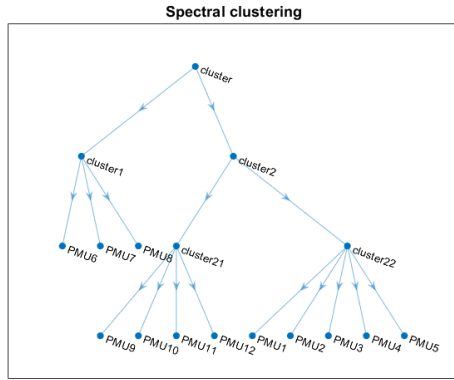 Spectral clustering
cluster
cluster1
cluster2
PMU6
PMU7
PMU8
cluster21
cluster22
PMU9
PMU10
PMU11
PMU12
PMU1
PMU2
PMU3
PMU4
PMU5